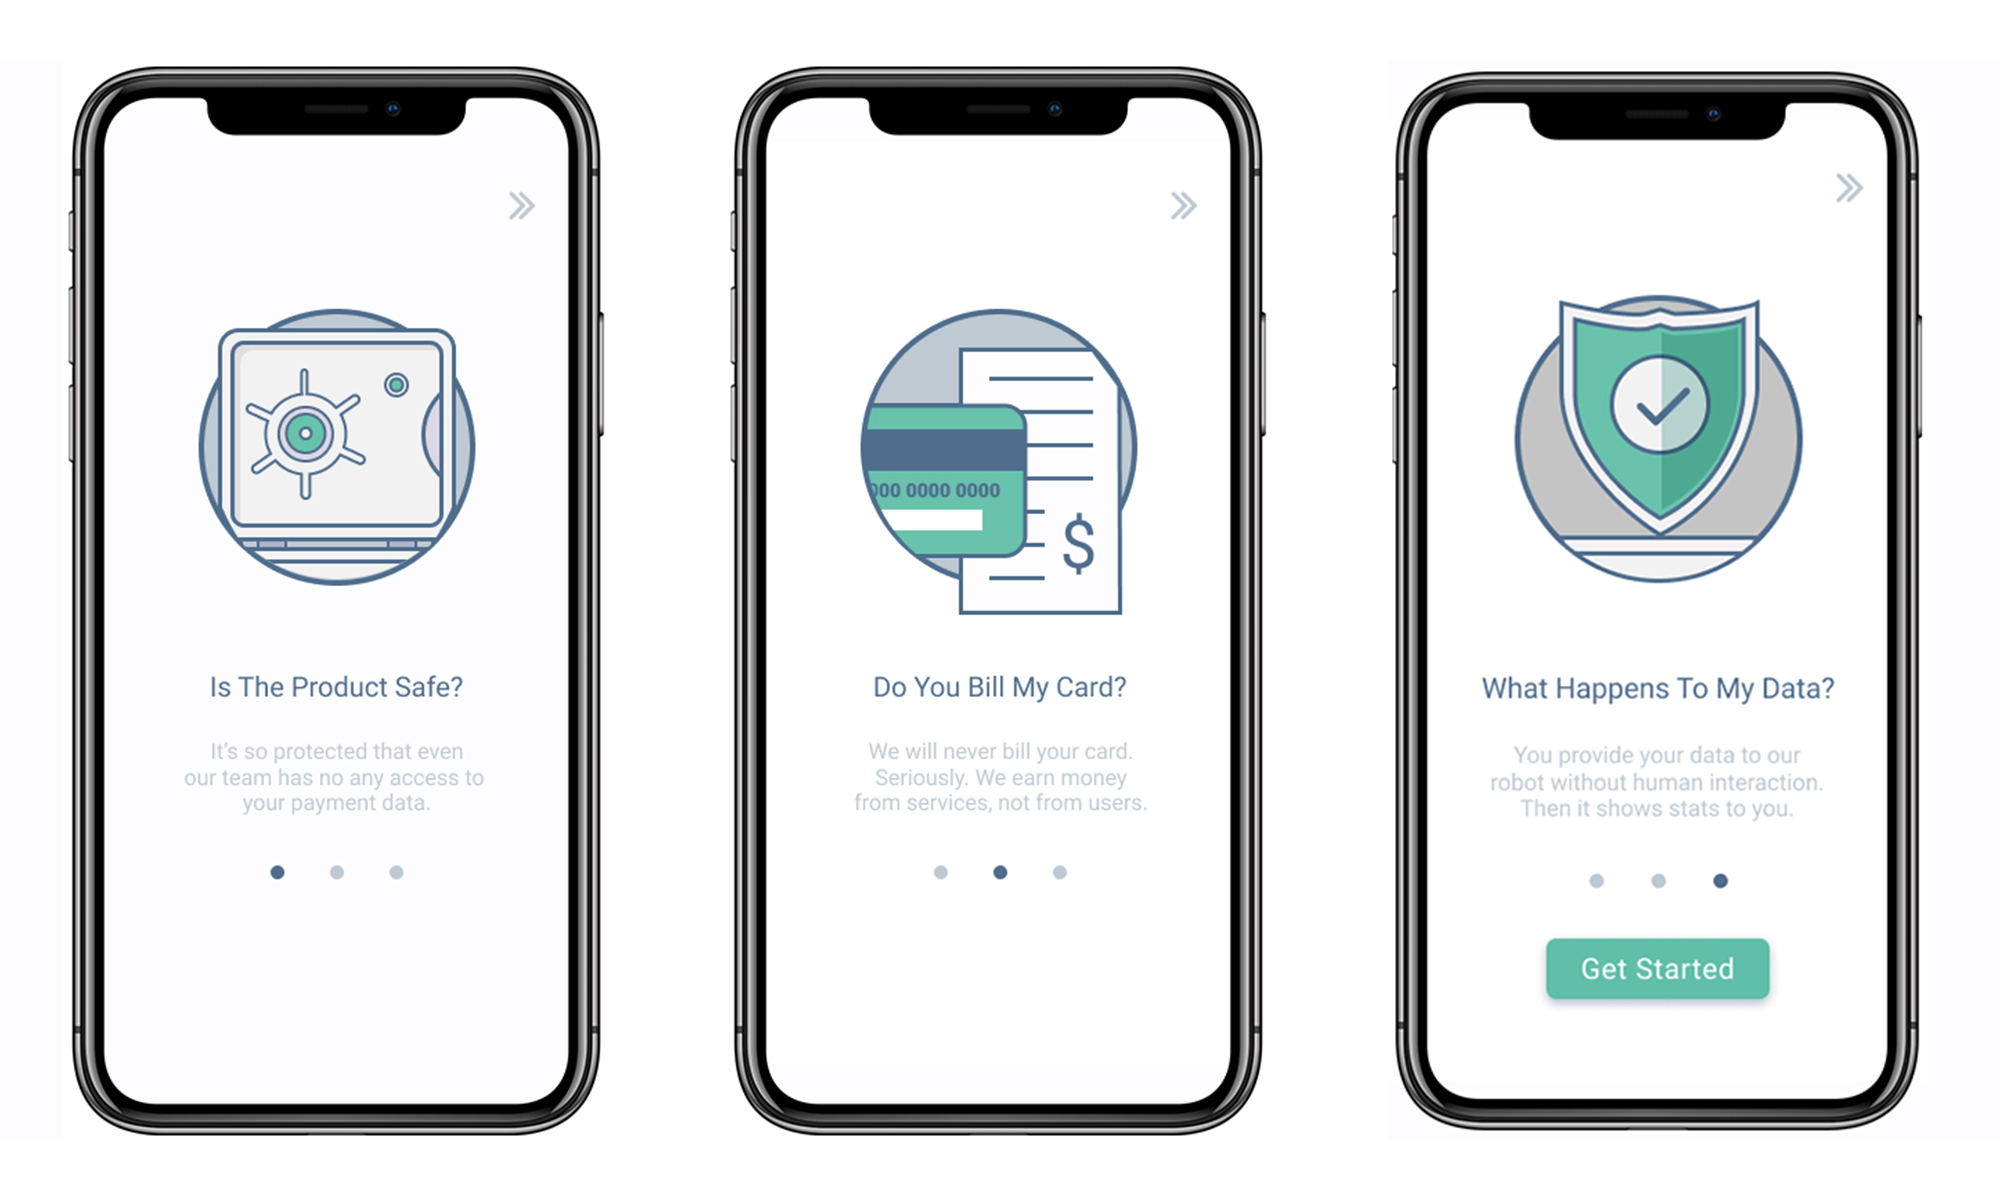 Is The Product Safe?
It's so protected that even
our team has no any access to
your payment data.
000 0000 0000
$
Do You Bill My Card?
We will never bill your card.
Seriously. We earn money
from services, not from users.
What Happens To My Data?
You provide your data to our
robot without human interaction.
Then it shows stats to you.
Get Started